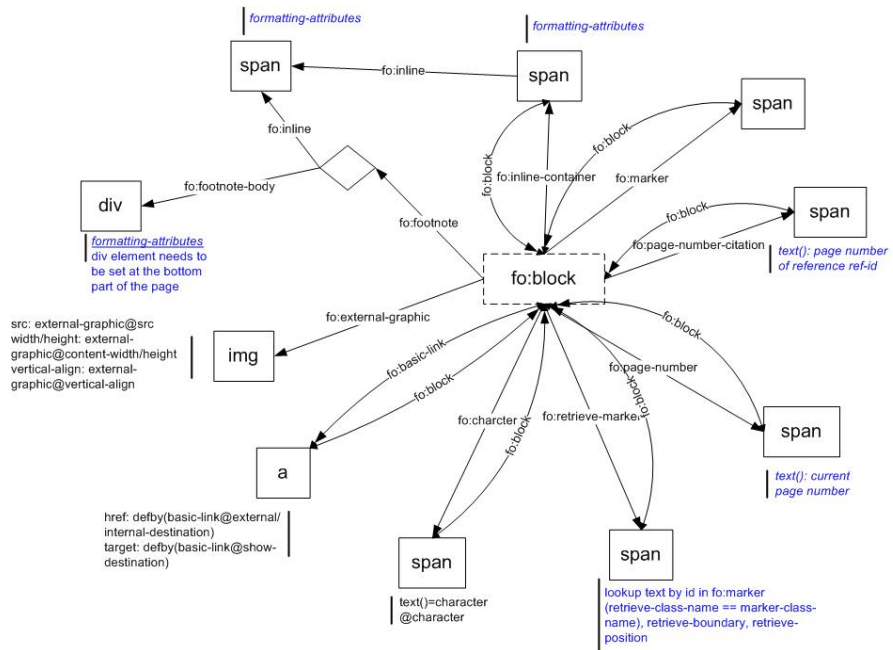 formatting-attributes
formatting-attributes
span
fo:inline
span
span
fo:inline
fo:block
fo:block
fo:inline-container
fo:marker
fo:footnote-body
div
fo:footnote
fo:block
span
fo:page-number-citation
formatting-attributes
div element needs
to be set at the bottom
part of the page
text(): page number
of reference ref-id
fo:block
fo:external-graphic
src: external-graphic@src
width/height: external-
graphic@content-width/height
vertical-align: external-
graphic@vertical-align
img
fo:basic-link
fo:block
fo:block
fo:page-number
fo:block
fo:charcter
fo:block
fo:retrieve-marker
span
a
text(): current
page number
href: defby(basic-link@external/
internal-destination)
target: defby(basic-link@show-
destination)
span
span
text()=character
@character
lookup text by id in fo:marker
(retrieve-class-name == marker-class-
name), retrieve-boundary, retrieve-
position